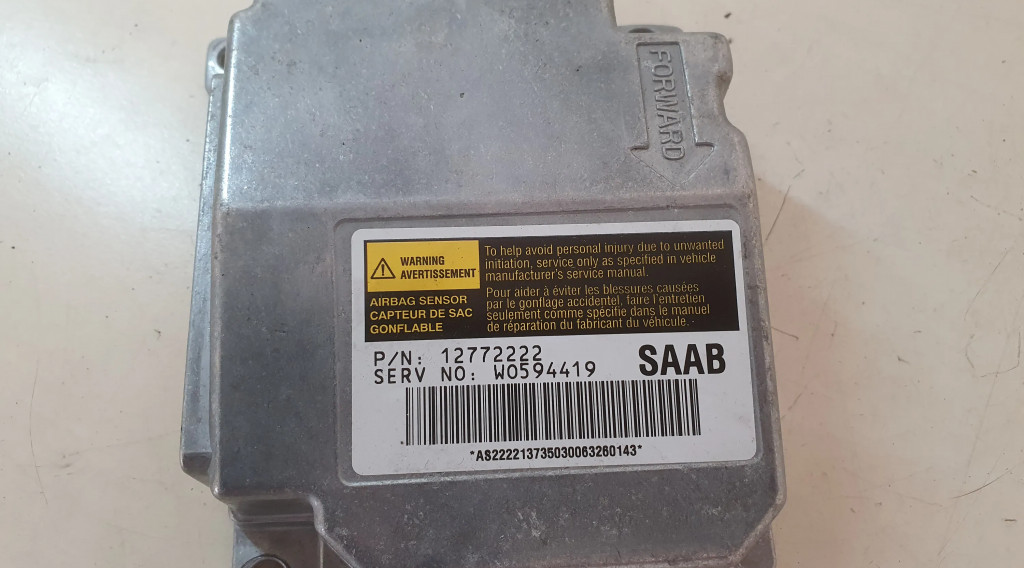 FORWARD
WARNING
AVERTISSEMENT
AIRBAG SENSOR
CAPTEUR DE SAC
GONFLABLE
To help avoid personal injury due to unwanted
initiation, service only as specified in vehicle
manufacturer's service manual.
Pour aider à éviter les blessures causées
par le gonflage accidentel, faire l'entretien
seulement comme spécifié dans le manuel
de réparation du fabricant du véhicule.
P/N: 12772222
SERV NO: W0594419
SAAB
*AS222213735030063260143*